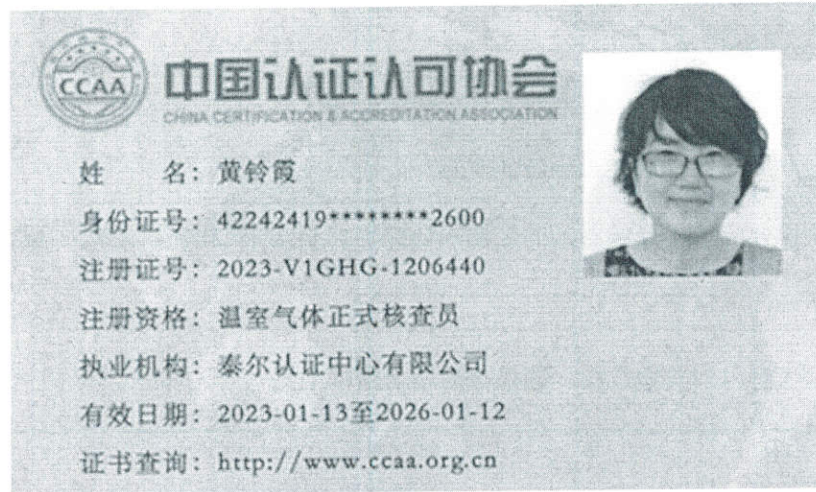 CCAA
中国认证认可协会
CHINA CERTIFICATION & ACCREDITATION ASSOCIATION
姓 名：黄铃霞
身份证号：42242419********2600
注册证号：2023-V1GHG-1206440
注册资格：温室气体正式核查员
执业机构：泰尔认证中心有限公司
有效日期：2023-01-13至2026-01-12
证书查询：http://www.ccaa.org.cn